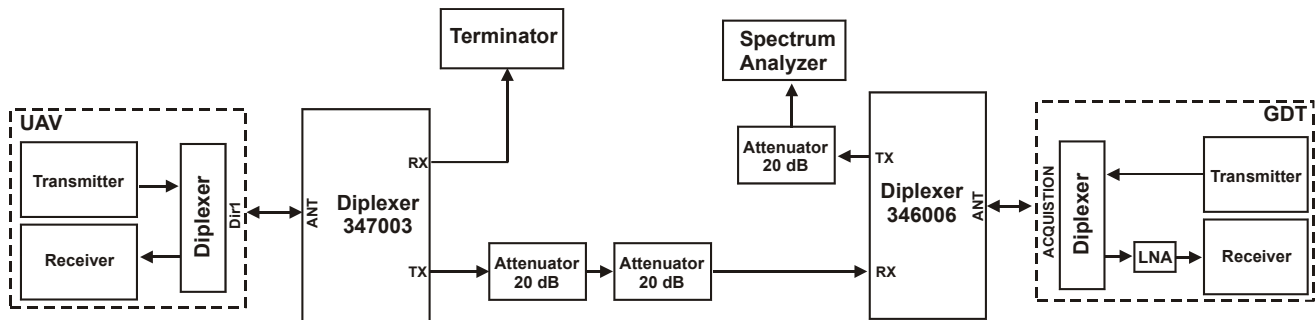 UAV
Transmitter
Receiver
Diplexer
Dir1
ANT
Diplexer
347003
RX
TX
Terminator
Attenuator
20 dB
Attenuator
20 dB
Spectrum
Analyzer
Attenuator
20 dB
TX
RX
Diplexer
346006
ANT
GDT
ACQUISTION
Diplexer
LNA
Transmitter
Receiver